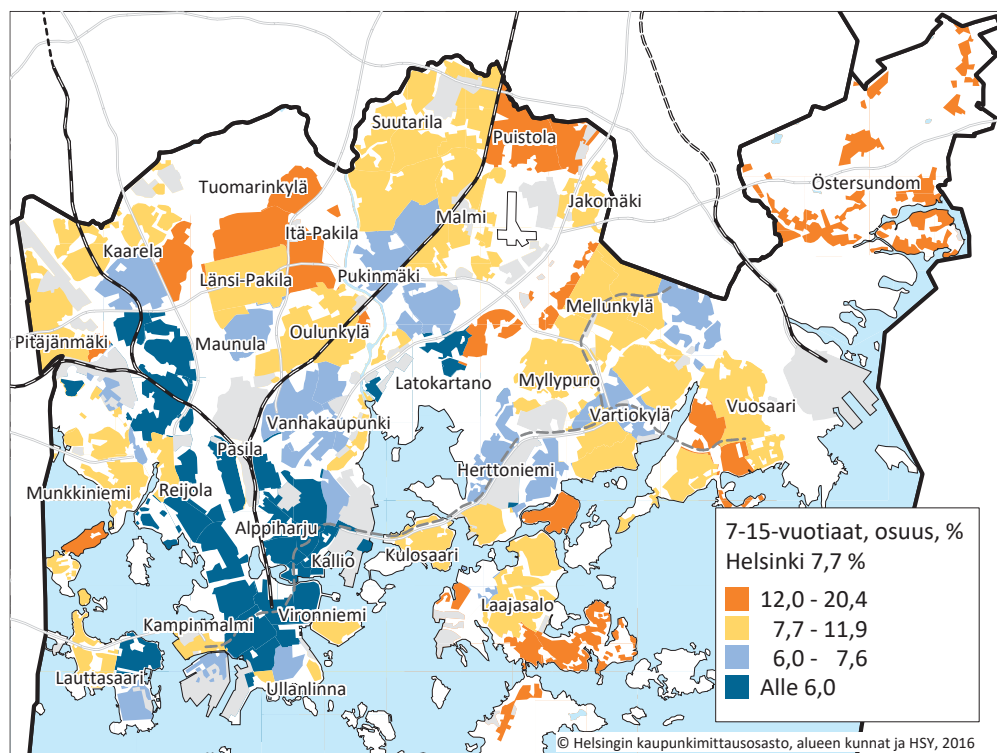 Suutarila
Puistola
Tuomarinkylä
Östersundom
Jakomäki
Malmi
Itä-Pakila
Kaarela
Länsi-Pakila
Pukinmäki
Mellunkylä
Oulunkylä
Pitäjänmäki
Maunula
Latokartano
Myllypuro
Vuosaari
Vartiokylä
Vanhakaupunki
Pasila
Herttoniemi
Munkkiniemi
Reijola
Alppiharju
Kulosaari
Kallio
Laajasalo
Vironniemi
Kampinmalmi
Lauttasaari
Ullanlinna
7-15-vuotiaat, osuus, %
Helsinki 7,7 %
12,0 - 20,4
7,7 - 11,9
6,0 - 7,6
Alle 6,0
© Helsingin kaupunkimittausosasto, alueen kunnat ja HSY, 2016